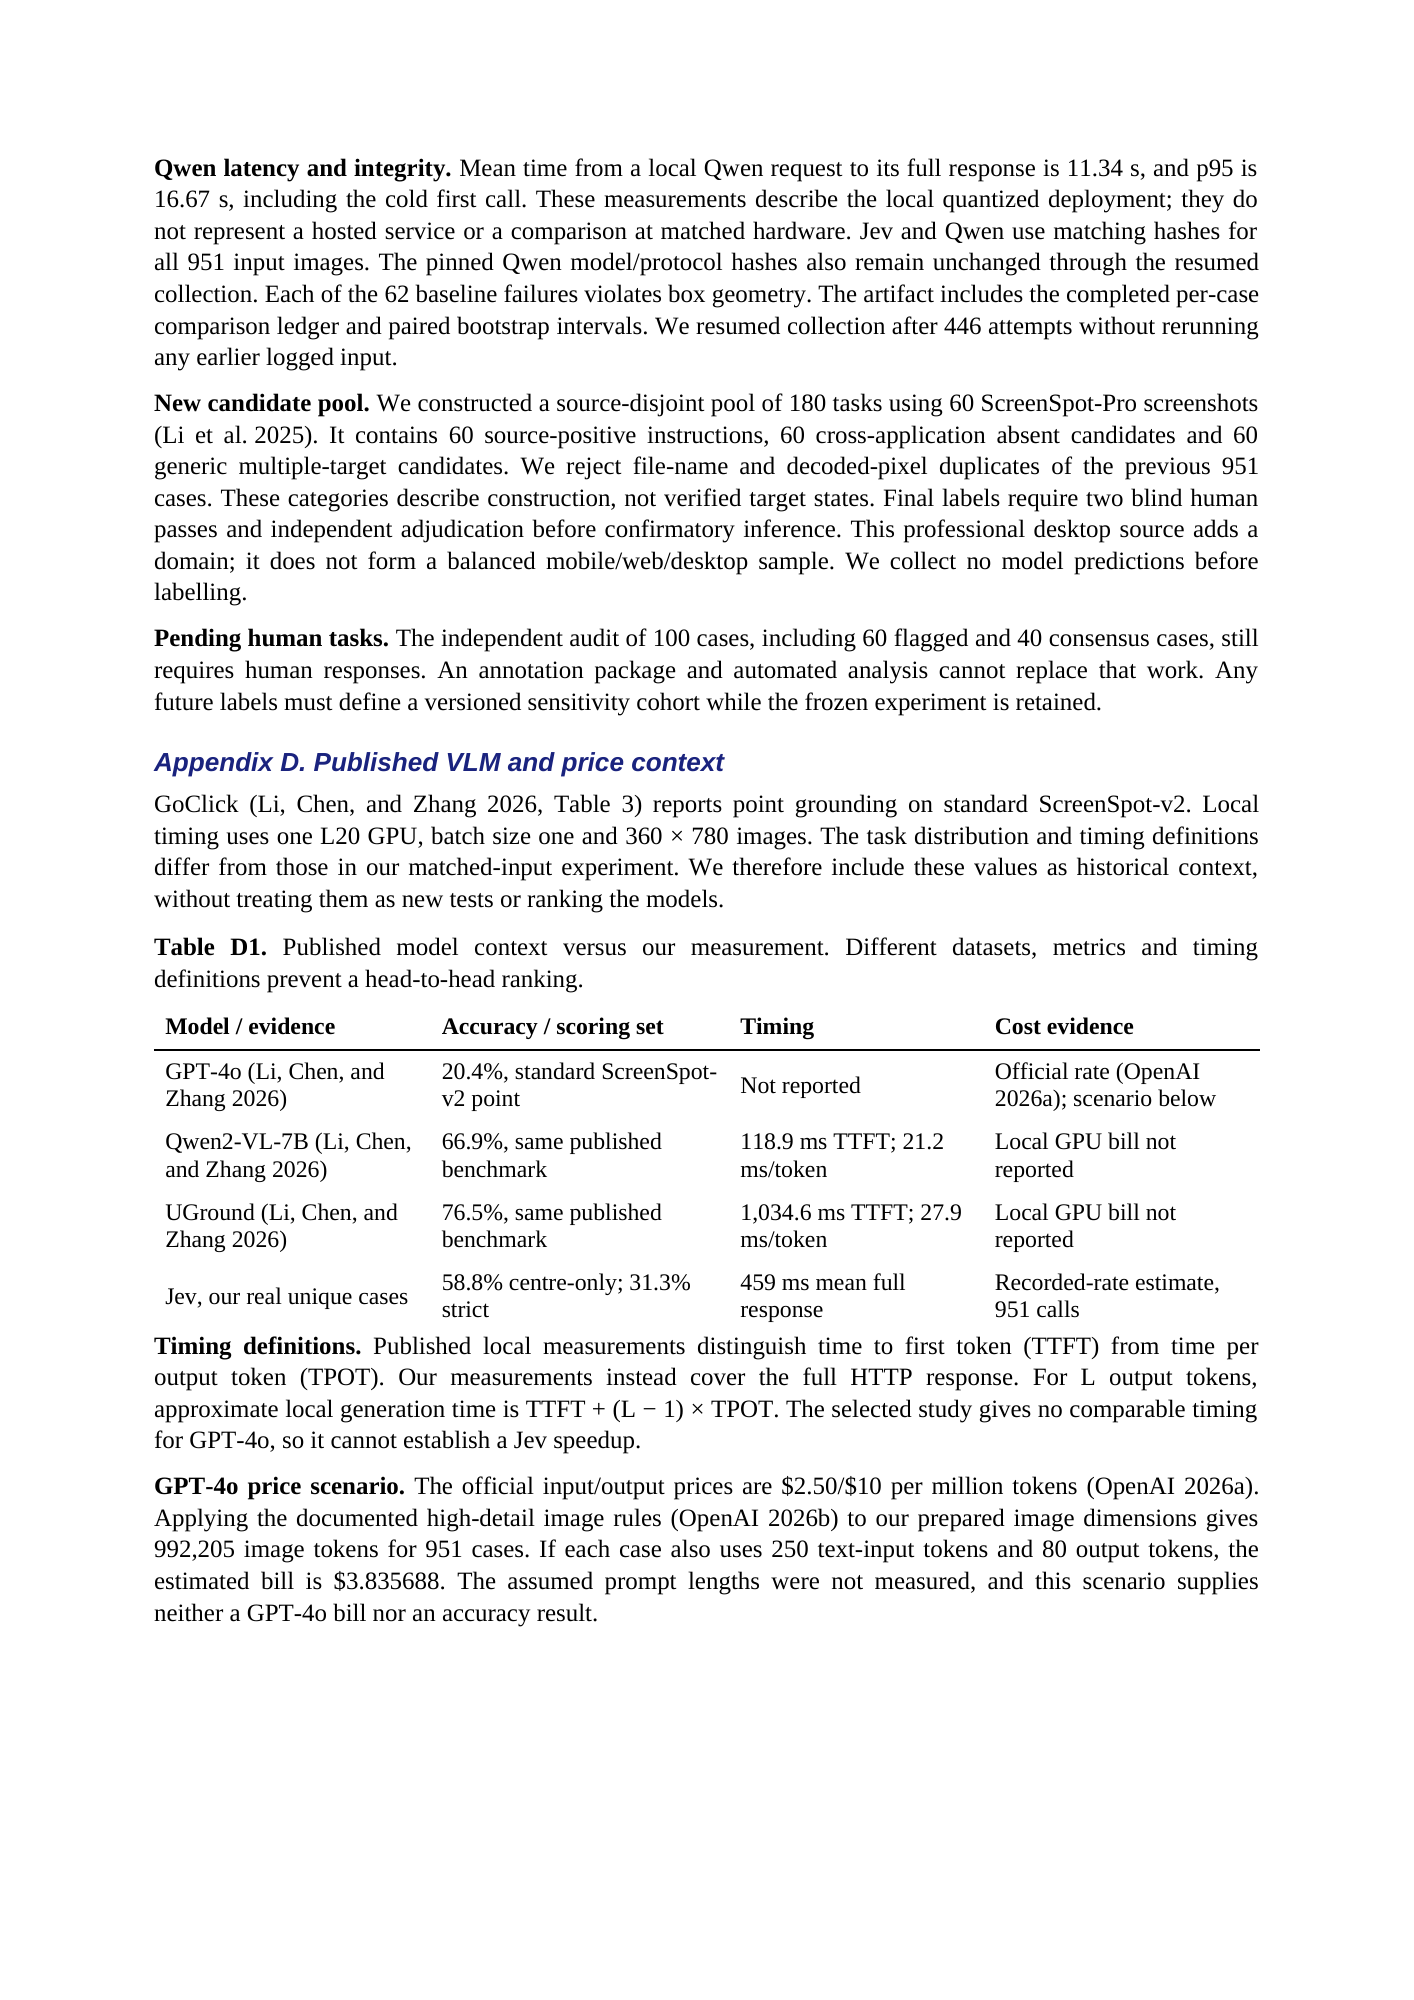 Qwen latency and integrity. Mean time from a local Qwen request to its full response is 11.34 s, and p95 is
16.67 s, including the cold first call. These measurements describe the local quantized deployment; they do
not represent a hosted service or a comparison at matched hardware. Jev and Qwen use matching hashes for
all 951 input images. The pinned Qwen model/protocol hashes also remain unchanged through the resumed
collection. Each of the 62 baseline failures violates box geometry. The artifact includes the completed per-case
comparison ledger and paired bootstrap intervals. We resumed collection after 446 attempts without rerunning
any earlier logged input.
New candidate pool. We constructed a source-disjoint pool of 180 tasks using 60 ScreenSpot-Pro screenshots
(Li et al. 2025). It contains 60 source-positive instructions, 60 cross-application absent candidates and 60
generic multiple-target candidates. We reject file-name and decoded-pixel duplicates of the previous 951
cases. These categories describe construction, not verified target states. Final labels require two blind human
passes and independent adjudication before confirmatory inference. This professional desktop source adds a
domain; it does not form a balanced mobile/web/desktop sample. We collect no model predictions before
labelling.
Pending human tasks. The independent audit of 100 cases, including 60 flagged and 40 consensus cases, still
requires human responses. An annotation package and automated analysis cannot replace that work. Any
future labels must define a versioned sensitivity cohort while the frozen experiment is retained.
Appendix D. Published VLM and price context
GoClick (Li, Chen, and Zhang 2026, Table 3) reports point grounding on standard ScreenSpot-v2. Local
timing uses one L20 GPU, batch size one and 360 × 780 images. The task distribution and timing definitions
differ from those in our matched-input experiment. We therefore include these values as historical context,
without treating them as new tests or ranking the models.
Table D1. Published model context versus our measurement. Different datasets, metrics and timing
definitions prevent a head-to-head ranking.
Model / evidence Accuracy / scoring set Timing Cost evidence
GPT-4o (Li, Chen, and
Zhang 2026)
20.4%, standard ScreenSpot-
v2 point
Not reported
Official rate (OpenAI
2026a); scenario below
Qwen2-VL-7B (Li, Chen,
and Zhang 2026)
66.9%, same published
benchmark
118.9 ms TTFT; 21.2
ms/token
Local GPU bill not
reported
UGround (Li, Chen, and
Zhang 2026)
76.5%, same published
benchmark
1,034.6 ms TTFT; 27.9
ms/token
Local GPU bill not
reported
Jev, our real unique cases
58.8% centre-only; 31.3%
strict
459 ms mean full
response
Recorded-rate estimate,
951 calls
Timing definitions. Published local measurements distinguish time to first token (TTFT) from time per
output token (TPOT). Our measurements instead cover the full HTTP response. For L output tokens,
approximate local generation time is TTFT + (L − 1) × TPOT. The selected study gives no comparable timing
for GPT-4o, so it cannot establish a Jev speedup.
GPT-4o price scenario. The official input/output prices are $2.50/$10 per million tokens (OpenAI 2026a).
Applying the documented high-detail image rules (OpenAI 2026b) to our prepared image dimensions gives
992,205 image tokens for 951 cases. If each case also uses 250 text-input tokens and 80 output tokens, the
estimated bill is $3.835688. The assumed prompt lengths were not measured, and this scenario supplies
neither a GPT-4o bill nor an accuracy result.